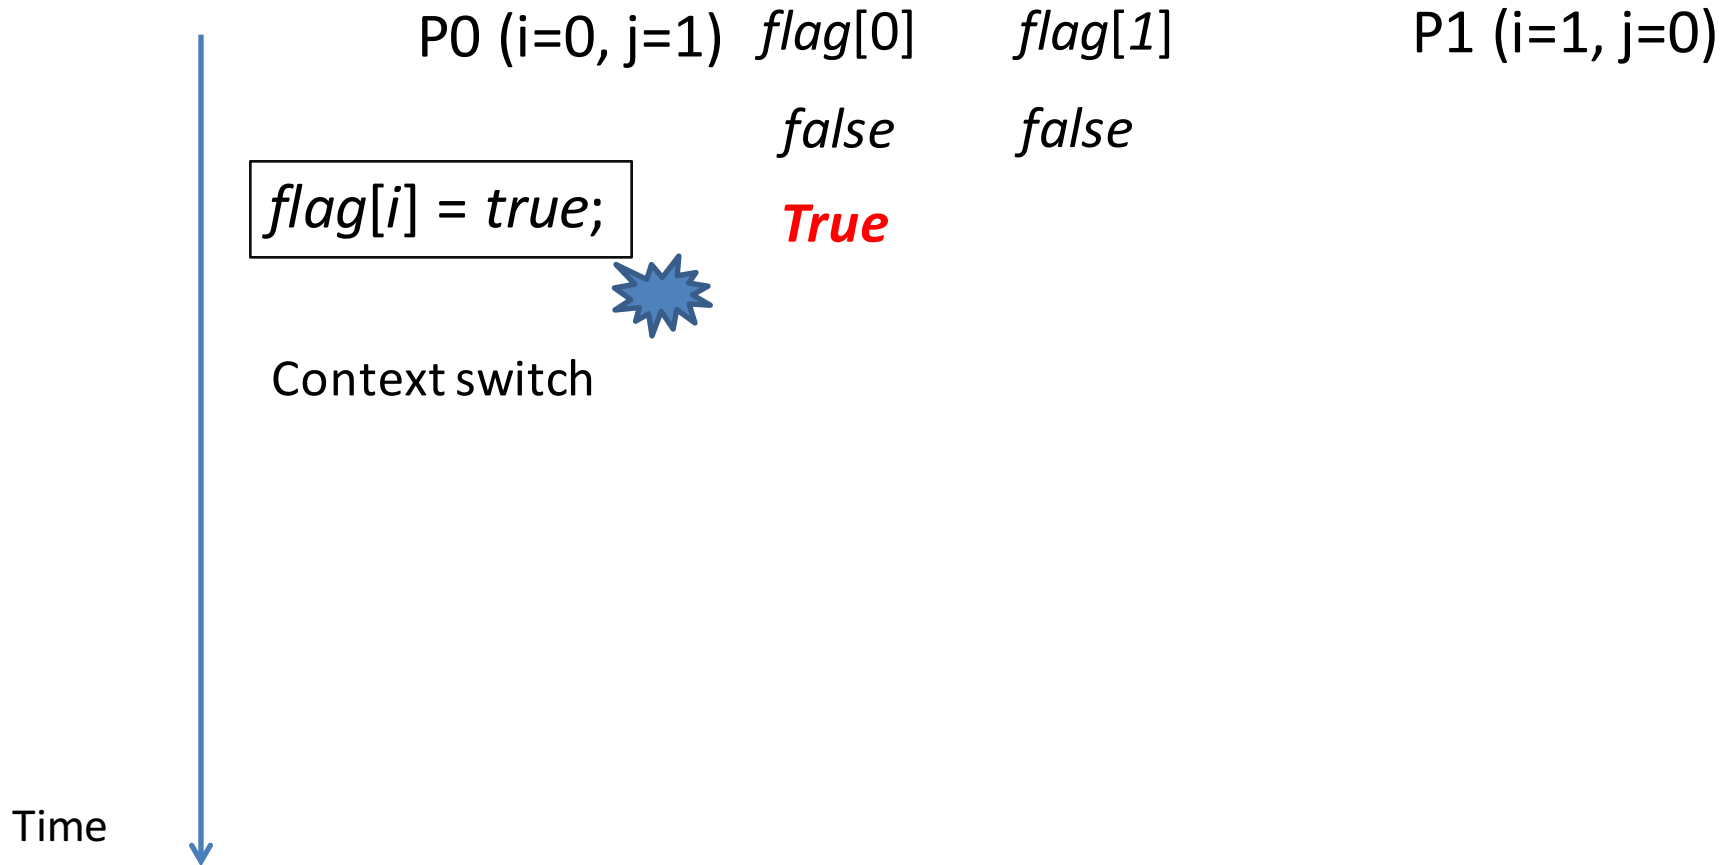 P0 (i=0, j=1) flag[0] flag[1] P1 (i=1, j=0)
false false
flag[i] = true; True
Context switch
Time